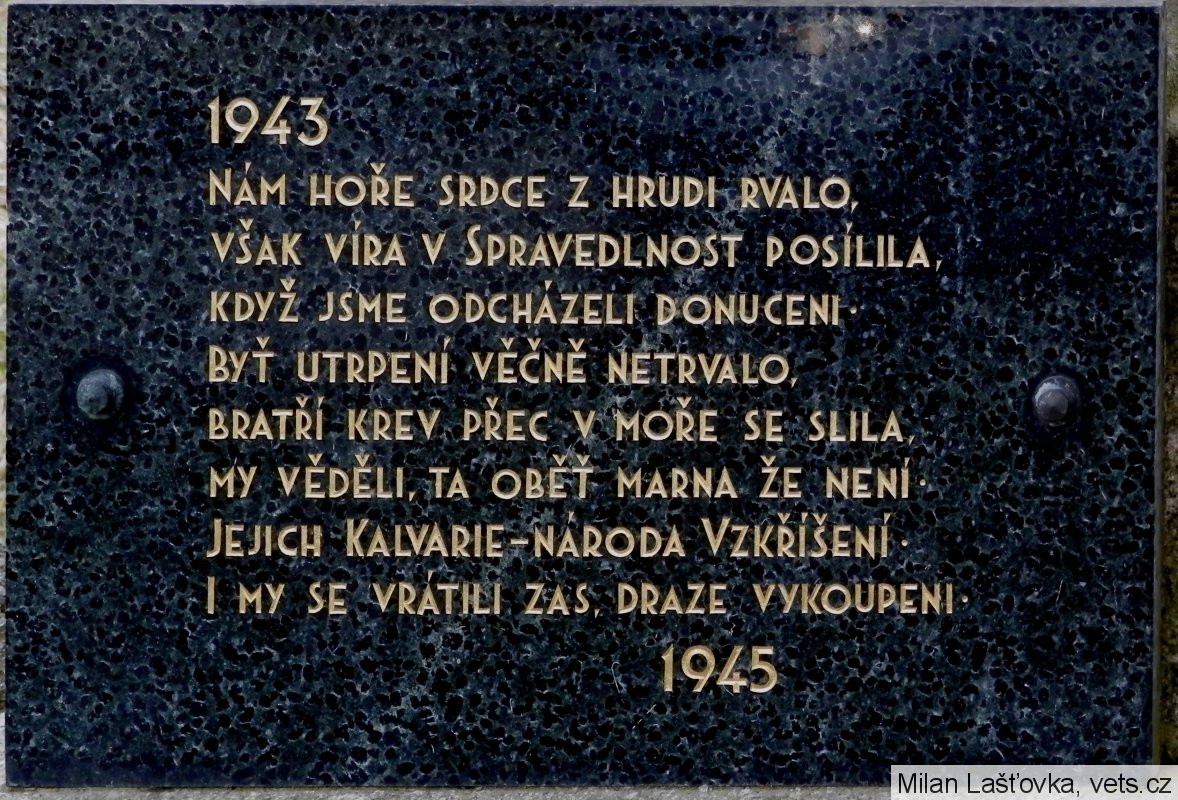 1943
NÁM HOŘE SRDCE Z HRUDI RVALO,
VŠAK VÍRA V SPRAVEDLNOST POSÍLILA,
KDYŽ JSME ODCHÁZELI DONUCENI·
BYŤ UTRPENÍ VĚČNĚ NETRVALO,
BRATŘÍ KREV PŘEC V MOŘE SE SLILA,
MY VĚDĚLI, TA OBĚŤ MARNA ŽE NENÍ·
JEJICH KALVARIE-NÁRODA VZKŘÍŠENÍ·
I MY SE VRÁTILI ZAS, DRAZE VYKOUPENI·
1945
Milan Lašťovka, vets.cz